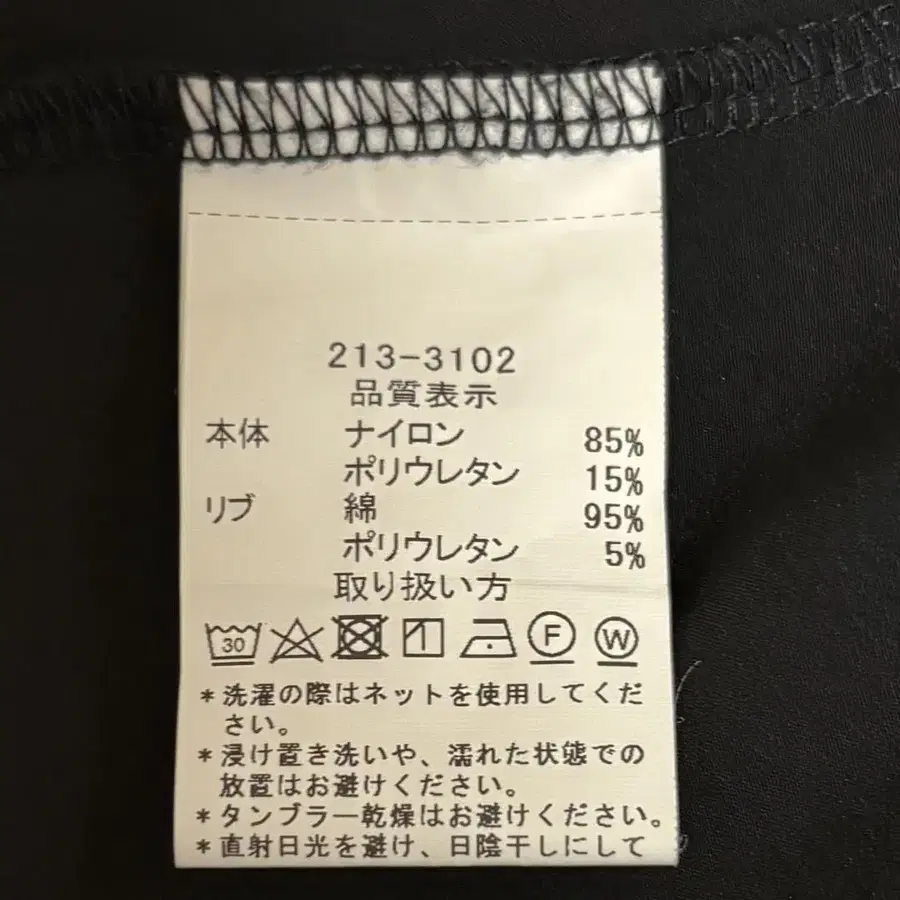 213-3102
品質表示
本体 ナイロン 85%
ポリウレタン 15%
リブ 綿 95%
ポリウレタン 5%
取り扱い方
30 F W
*洗濯の際はネットを使用してくだ
さい。
*浸け置き洗いや、濡れた状態での
放置はお避けください。
*タンブラー乾燥はお避けください。
*直射日光を避け、日陰干しにして